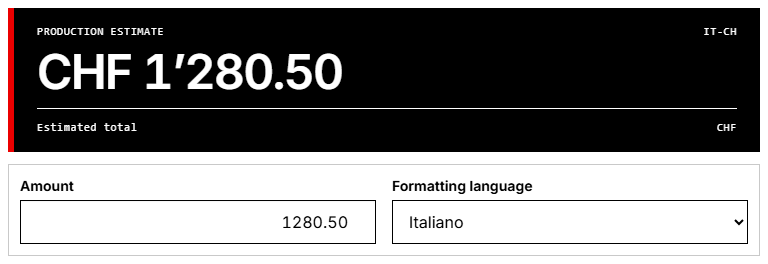 PRODUCTION ESTIMATE IT-CH
CHF 1’280.50
Estimated total CHF
Amount Formatting language
1280.50 Italiano